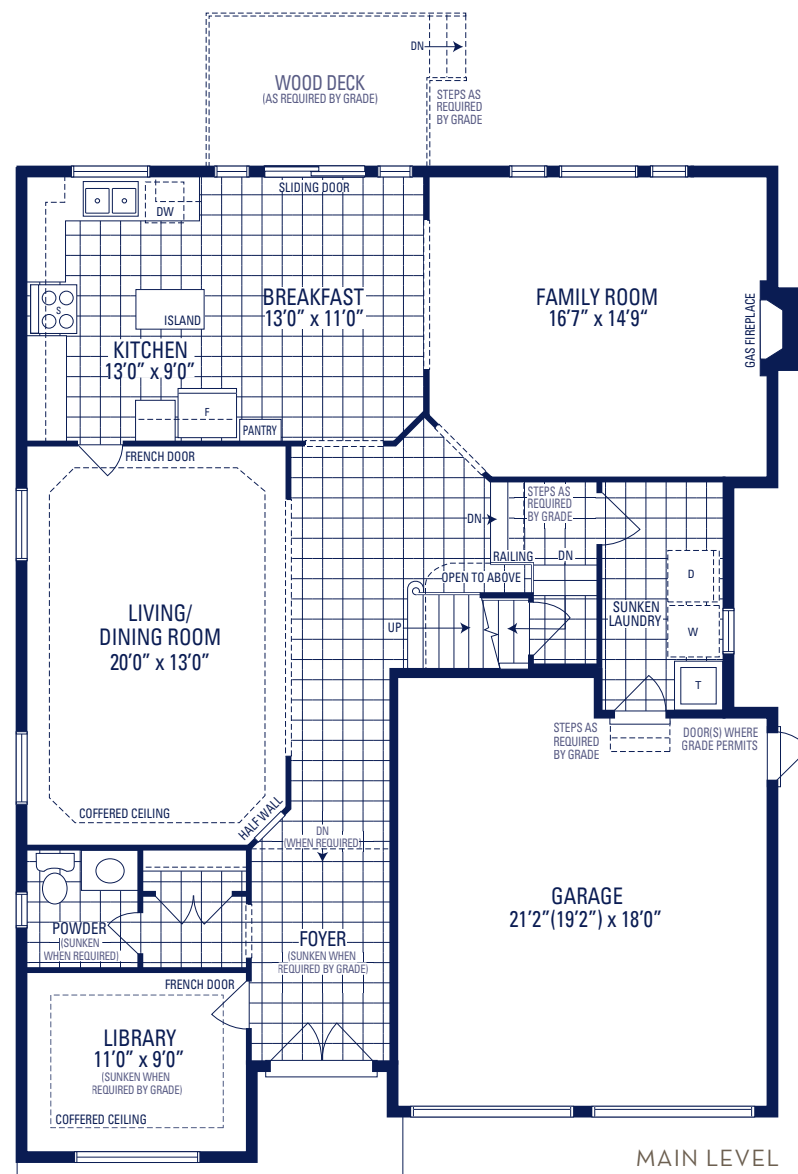 DN
WOOD DECK
(AS REQUIRED BY GRADE)
STEPS AS
REQUIRED
BY GRADE
SLIDING DOOR
DW
S
ISLAND
BREAKFAST
13'0" x 11'0"
FAMILY ROOM
16'7" x 14'9"
GAS FIREPLACE
KITCHEN
13'0" x 9'0"
F
PANTRY
FRENCH DOOR
STEPS AS
REQUIRED
BY GRADE
DN
RAILING
DN
OPEN TO ABOVE
D
UP
W
SUNKEN
LAUNDRY
T
LIVING/
DINING ROOM
20'0" x 13'0"
STEPS AS
REQUIRED
BY GRADE
DOOR(S) WHERE
GRADE PERMITS
COFFERED CEILING
HALF WALL
DN
(WHEN REQUIRED)
GARAGE
21'2"(19'2") x 18'0"
POWDER
(SUNKEN
WHEN REQUIRED)
FOYER
(SUNKEN WHEN
REQUIRED BY GRADE)
FRENCH DOOR
LIBRARY
11'0" x 9'0"
(SUNKEN WHEN
REQUIRED BY GRADE)
COFFERED CEILING
MAIN LEVEL